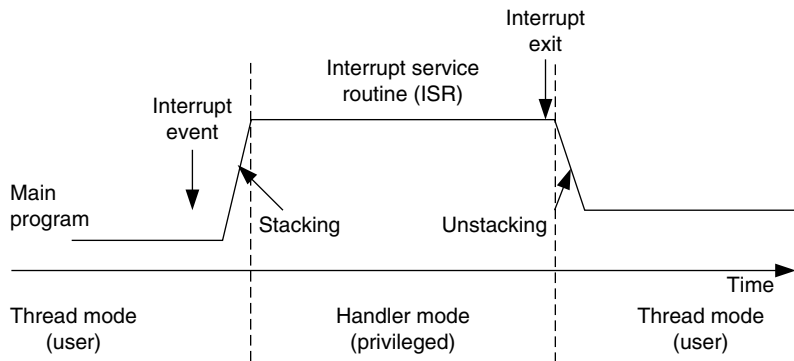 Interrupt
exit
Interrupt service
routine (ISR)
Interrupt
event
Main
program
Stacking
Unstacking
Time
Thread mode
(user)
Handler mode
(privileged)
Thread mode
(user)